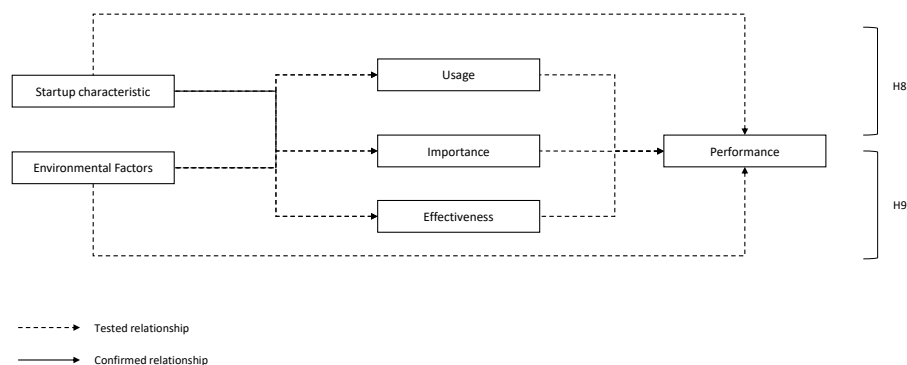 H8
Usage
Startup characteristic
Importance
Performance
Environmental Factors
H9
Effectiveness
Tested relationship
Confirmed relationship